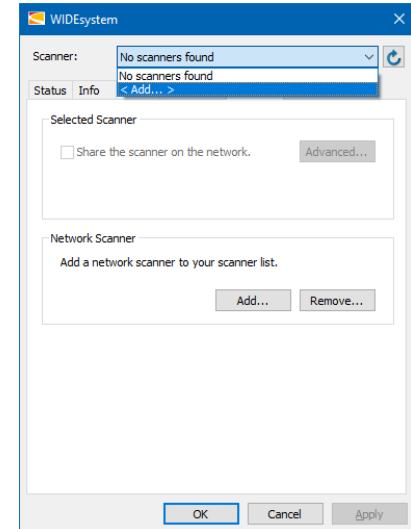 WIDEsystem
Scanner: No scanners found
No scanners found
< Add... >
Status Info
Selected Scanner
Share the scanner on the network. Advanced...
Network Scanner
Add a network scanner to your scanner list.
Add... Remove...
OK Cancel Apply